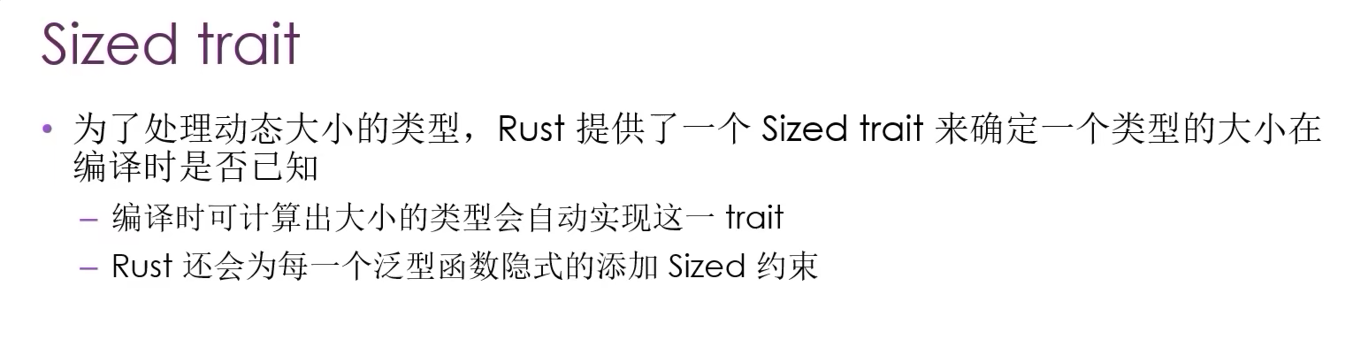 Sized trait
• 为了处理动态大小的类型，Rust 提供了一个 Sized trait 来确定一个类型的大小在
编译时是否已知
– 编译时可计算出大小的类型会自动实现这一 trait
– Rust 还会为每一个泛型函数隐式的添加 Sized 约束